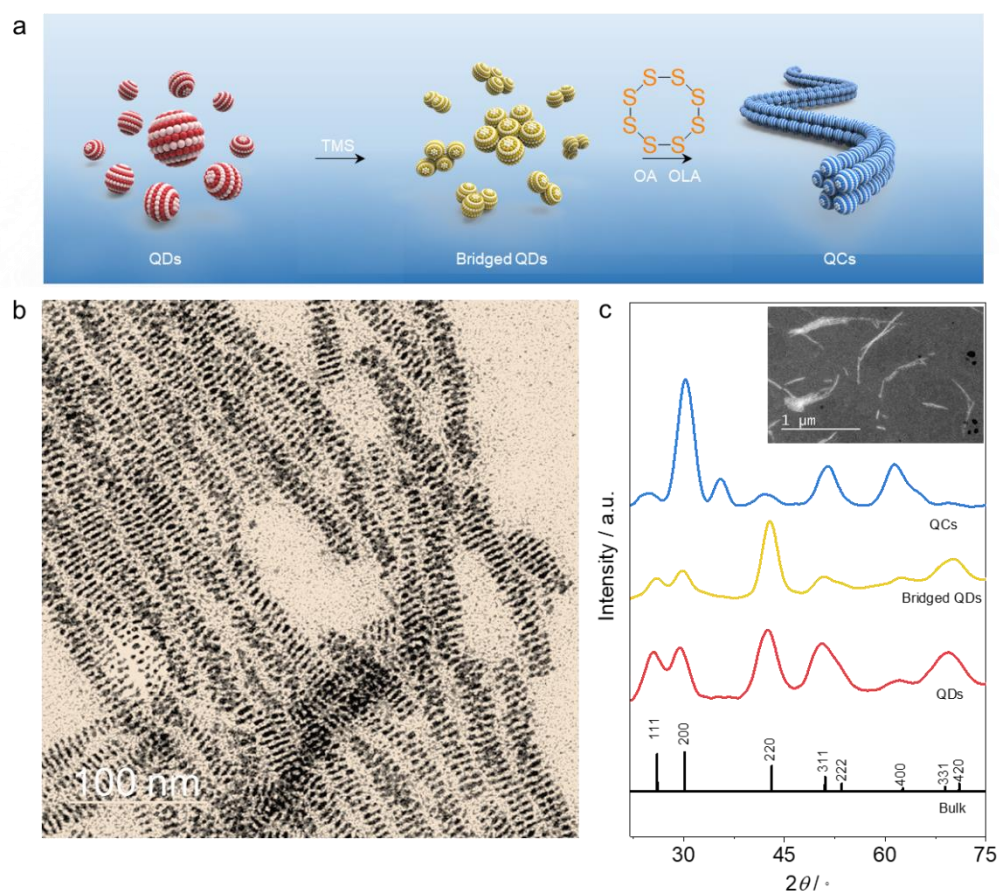 a
S S
S S
S S
S S
TMS
OA OLA
QDs
Bridged QDs
QCs
b
100 nm
c
1 µm
QCs
Bridged QDs
QDs
111
200
220
311
222
400
331
420
Bulk
Intensity / a.u.
30 45 60 75
2θ / °